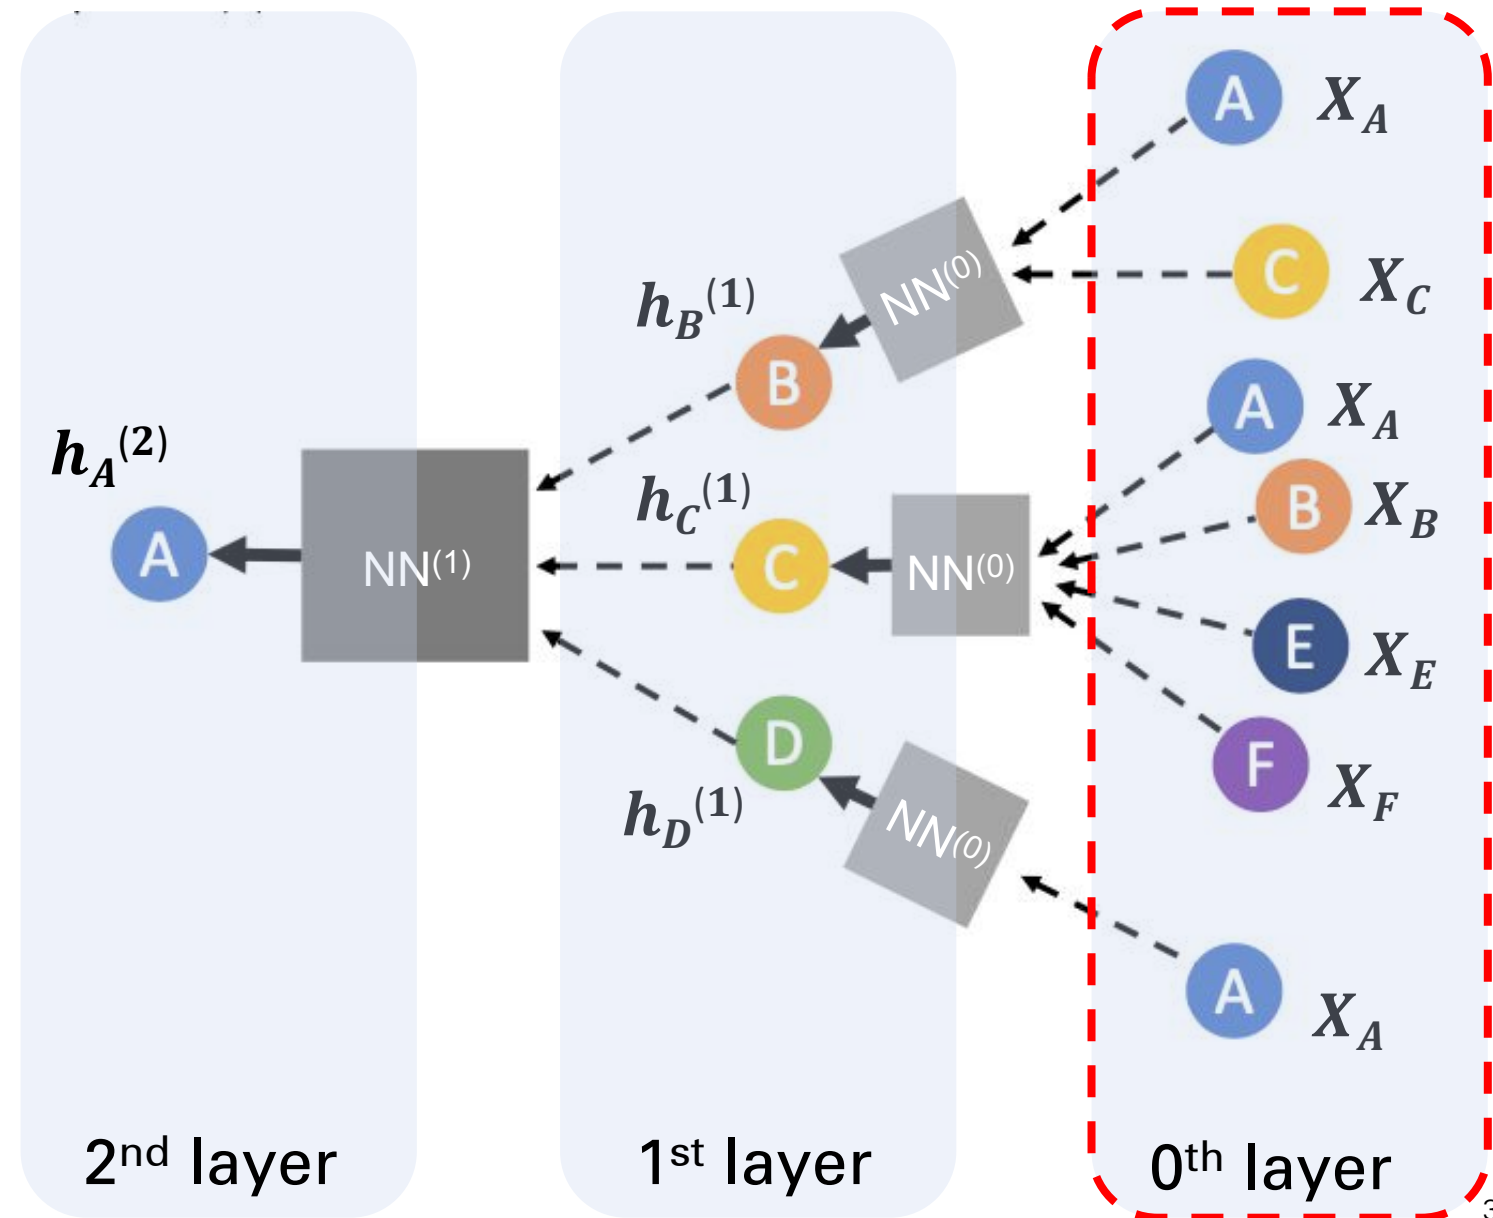 A X_A
C X_C
h_B^(1)
NN^(0)
B
A X_A
h_A^(2)
A
NN^(1)
h_C^(1)
C
NN^(0)
B X_B
E X_E
D
h_D^(1)
NN^(0)
F X_F
A X_A
2nd layer
1st layer
0th layer